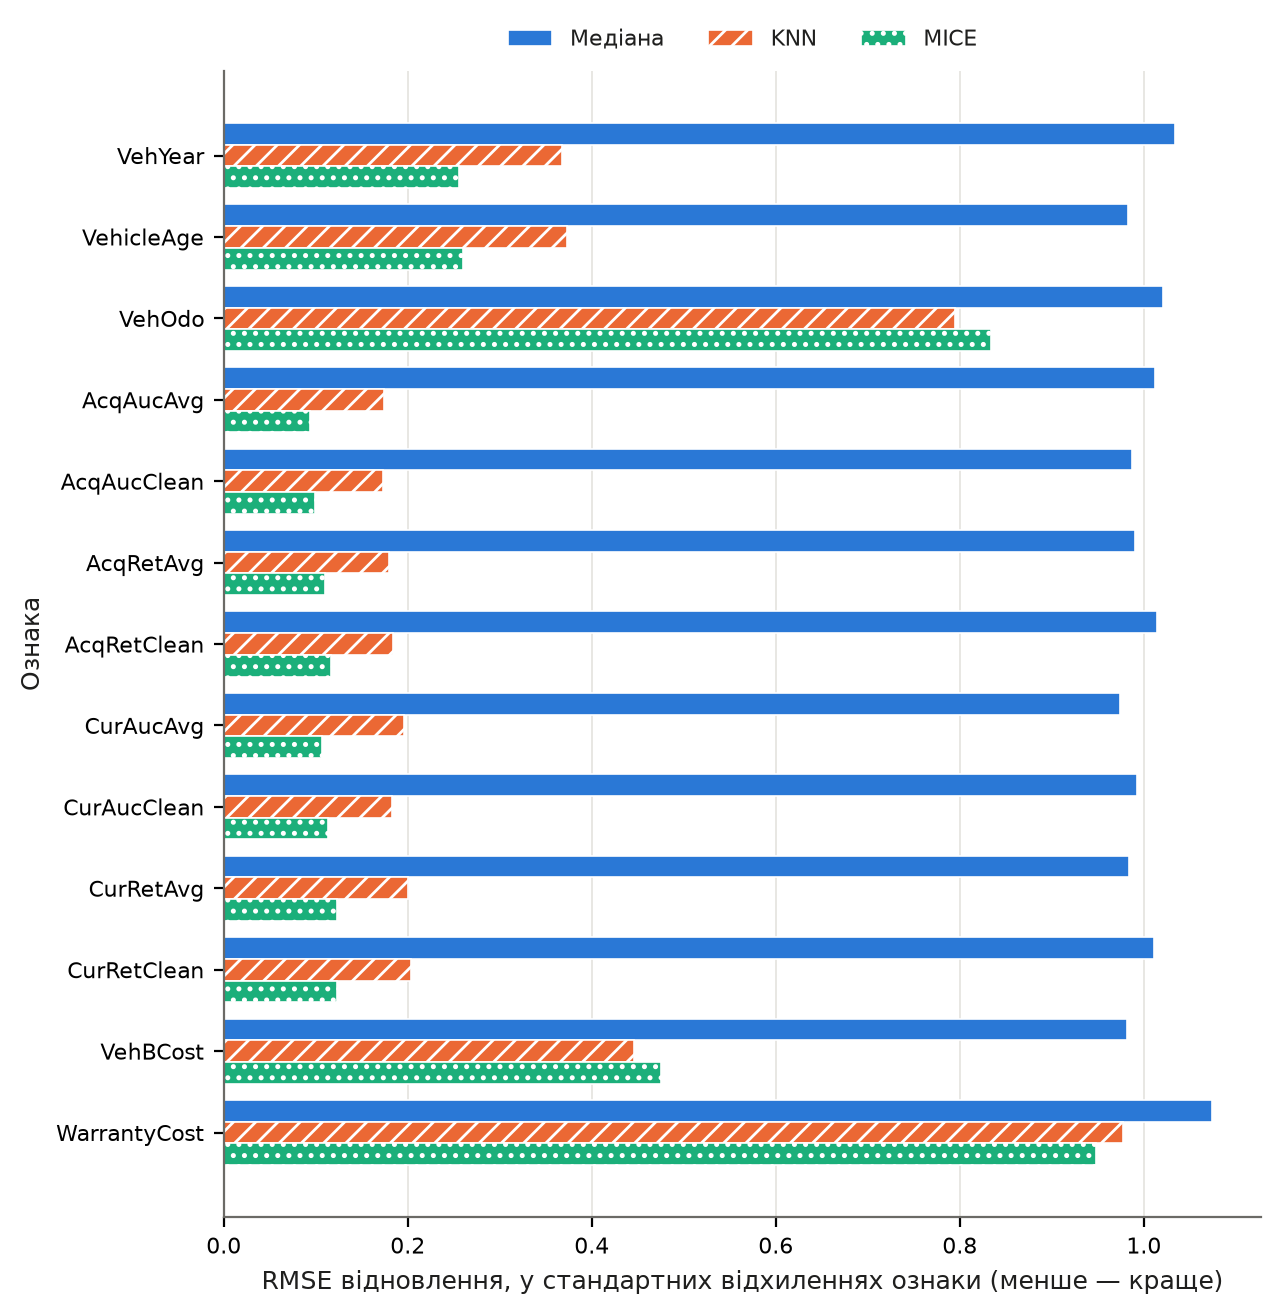 Медіана KNN MICE
VehYear
VehicleAge
VehOdo
AcqAucAvg
AcqAucClean
AcqRetAvg
AcqRetClean
CurAucAvg
CurAucClean
CurRetAvg
CurRetClean
VehBCost
WarrantyCost
Ознака
0.0 0.2 0.4 0.6 0.8 1.0
RMSE відновлення, у стандартних відхиленнях ознаки (менше — краще)